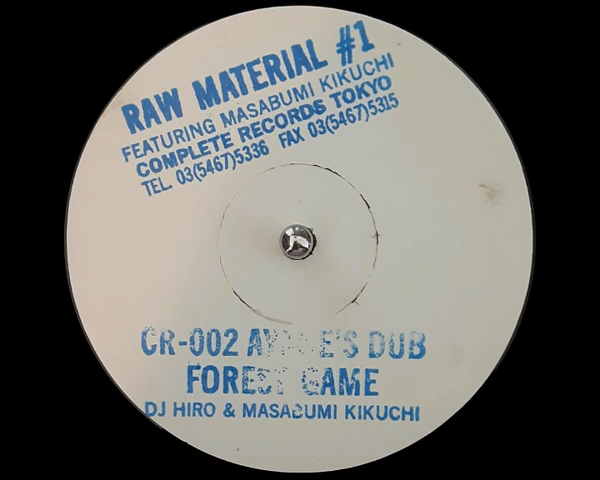 RAW MATERIAL #1
FEATURING MASABUMI KIKUCHI
COMPLETE RECORDS TOKYO
TEL. 03(5467)5336 FAX 03(5467)5315
CR-002 DUB
FOREST GAME
DJ HIRO & MASABUMI KIKUCHI